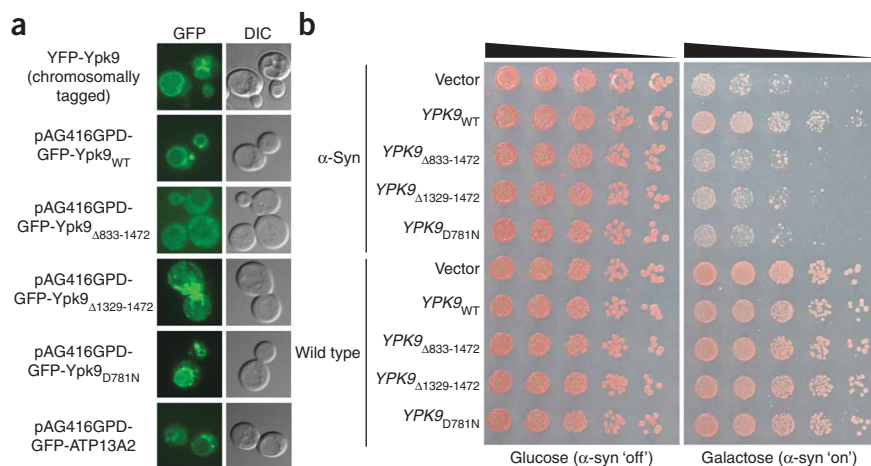 a
GFP DIC
YFP-Ypk9
(chromosomally
tagged)
pAG416GPD-
GFP-Ypk9WT
pAG416GPD-
GFP-Ypk9Δ833-1472
pAG416GPD-
GFP-Ypk9Δ1329-1472
pAG416GPD-
GFP-Ypk9D781N
pAG416GPD-
GFP-ATP13A2
b
α-Syn
Vector
YPK9WT
YPK9Δ833-1472
YPK9Δ1329-1472
YPK9D781N
Wild type
Vector
YPK9WT
YPK9Δ833-1472
YPK9Δ1329-1472
YPK9D781N
Glucose (α-syn 'off') Galactose (α-syn 'on')